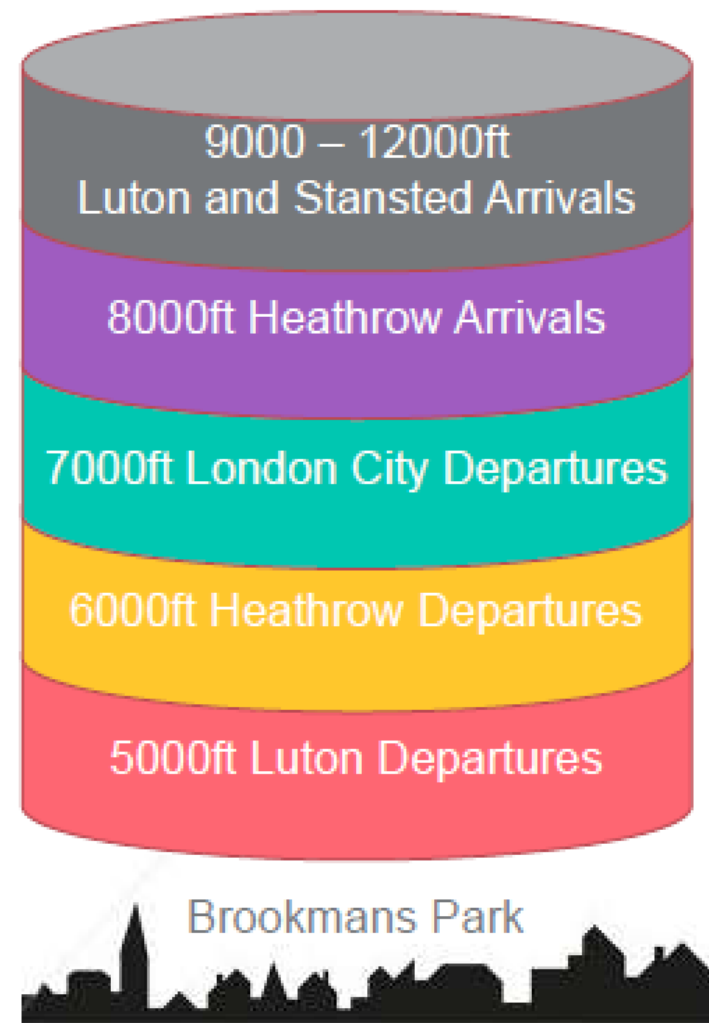 9000 – 12000ft
Luton and Stansted Arrivals
8000ft Heathrow Arrivals
7000ft London City Departures
6000ft Heathrow Departures
5000ft Luton Departures
Brookmans Park